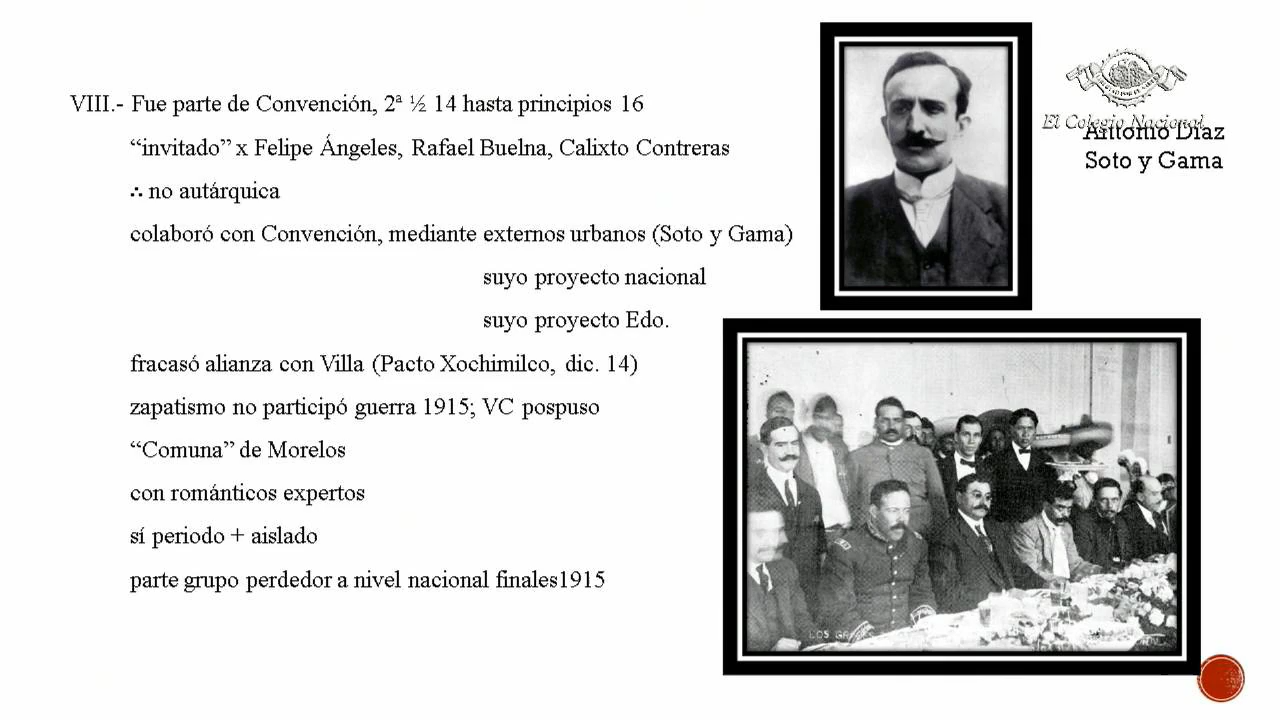 VIII.- Fue parte de Convención, 2ª ½ 14 hasta principios 16
“invitado” x Felipe Ángeles, Rafael Buelna, Calixto Contreras
∴ no autárquica
colaboró con Convención, mediante externos urbanos (Soto y Gama)
suyo proyecto nacional
suyo proyecto Edo.
fracasó alianza con Villa (Pacto Xochimilco, dic. 14)
zapatismo no participó guerra 1915; VC pospuso
“Comuna” de Morelos
con románticos expertos
sí periodo + aislado
parte grupo perdedor a nivel nacional finales1915
El Colegio Nacional
Antonio Díaz
Soto y Gama
LOS